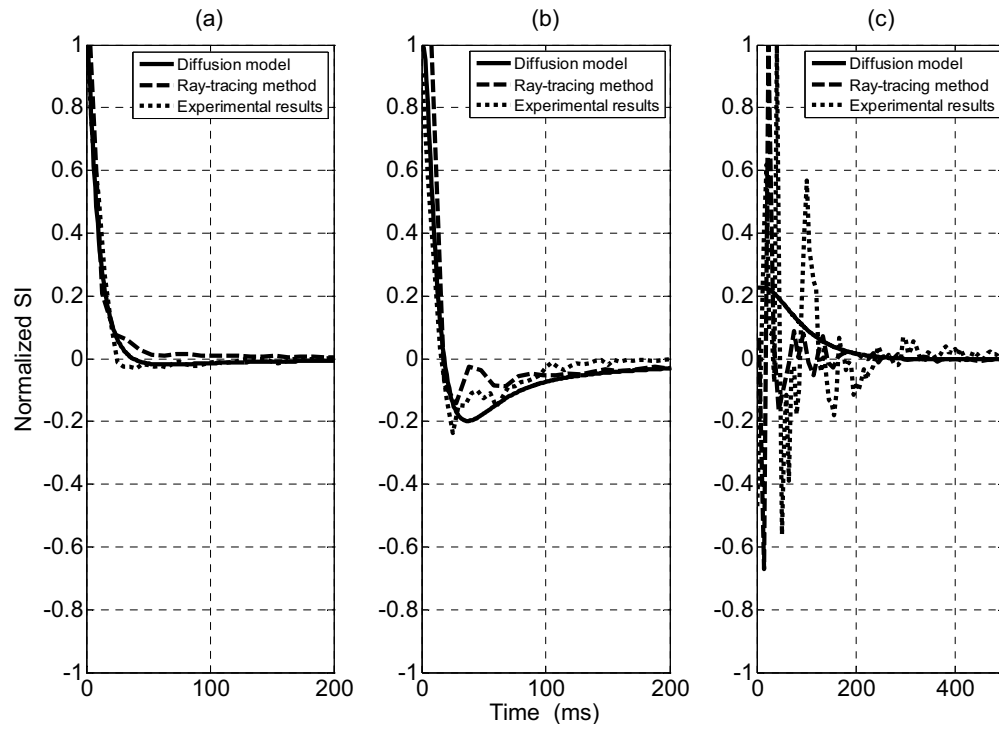 (a)
(b)
(c)
Diffusion model
Ray-tracing method
Experimental results
Diffusion model
Ray-tracing method
Experimental results
Diffusion model
Ray-tracing method
Experimental results
Normalized SI
1
0.8
0.6
0.4
0.2
0
-0.2
-0.4
-0.6
-0.8
-1
0 100 200
1
0.8
0.6
0.4
0.2
0
-0.2
-0.4
-0.6
-0.8
-1
0 100 200
1
0.8
0.6
0.4
0.2
0
-0.2
-0.4
-0.6
-0.8
-1
0 200 400
Time (ms)